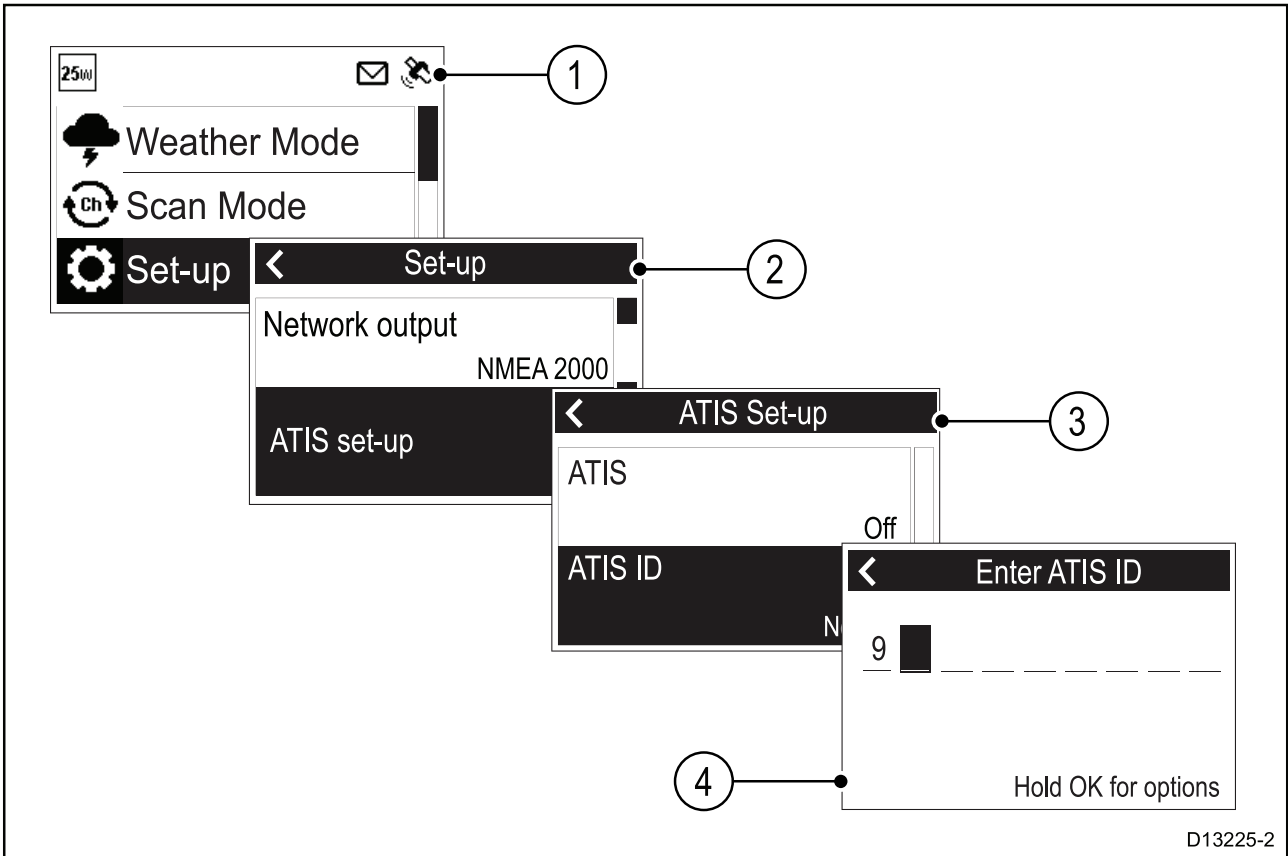 25W
1
Weather Mode
Ch
Scan Mode
Set-up
Set-up
2
Network output
NMEA 2000
ATIS set-up
ATIS Set-up
3
ATIS
Off
ATIS ID
Enter ATIS ID
9
4
Hold OK for options
D13225-2